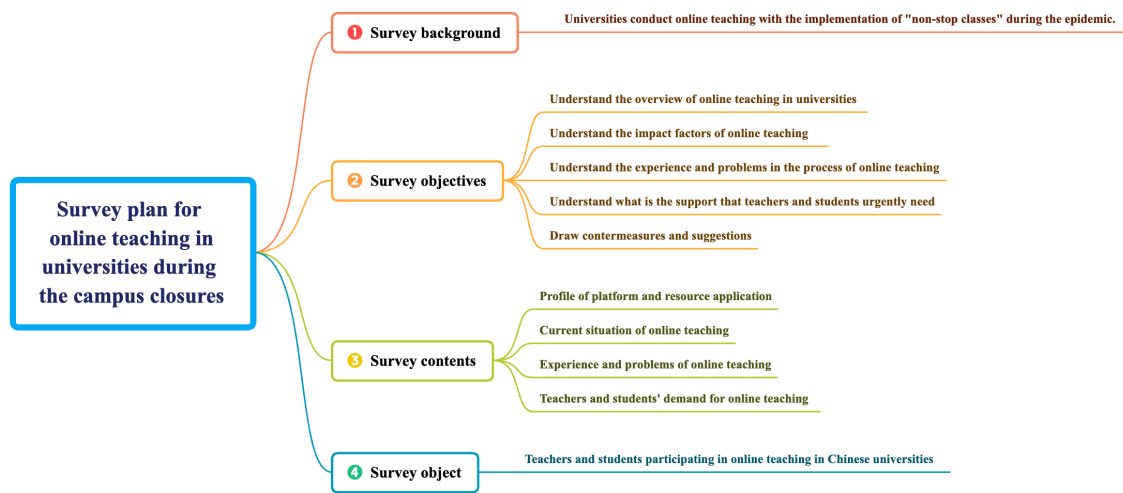 Survey plan for
online teaching in
universities during
the campus closures
1 Survey background
Universities conduct online teaching with the implementation of "non-stop classes" during the epidemic.
2 Survey objectives
Understand the overview of online teaching in universities
Understand the impact factors of online teaching
Understand the experience and problems in the process of online teaching
Understand what is the support that teachers and students urgently need
Draw contermeasures and suggestions
3 Survey contents
Profile of platform and resource application
Current situation of online teaching
Experience and problems of online teaching
Teachers and students' demand for online teaching
4 Survey object
Teachers and students participating in online teaching in Chinese universities